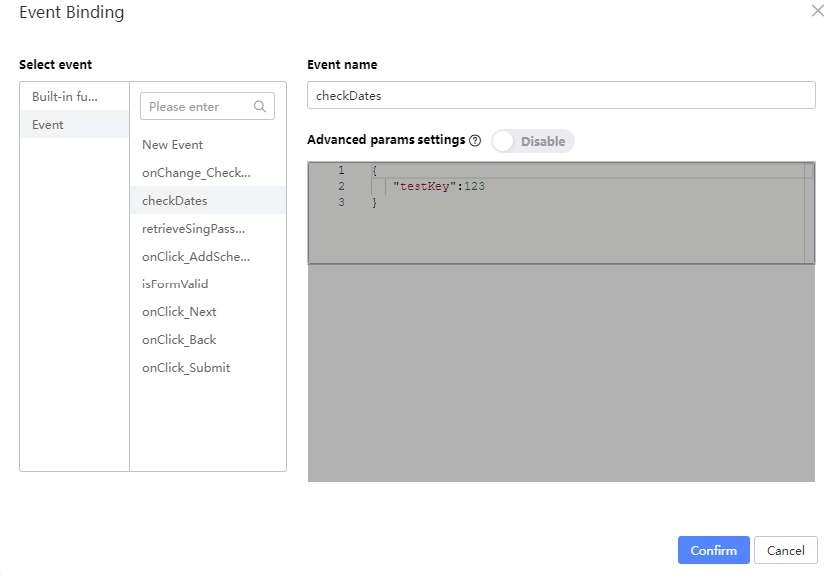 Event Binding
Select event
Built-in fu...
Event
Please enter
New Event
onChange_Check...
checkDates
retrieveSingPass...
onClick_AddSche...
isFormValid
onClick_Next
onClick_Back
onClick_Submit
Event name
checkDates
Advanced params settings ? Disable
1 {
2 "testKey":123
3 }
Confirm Cancel